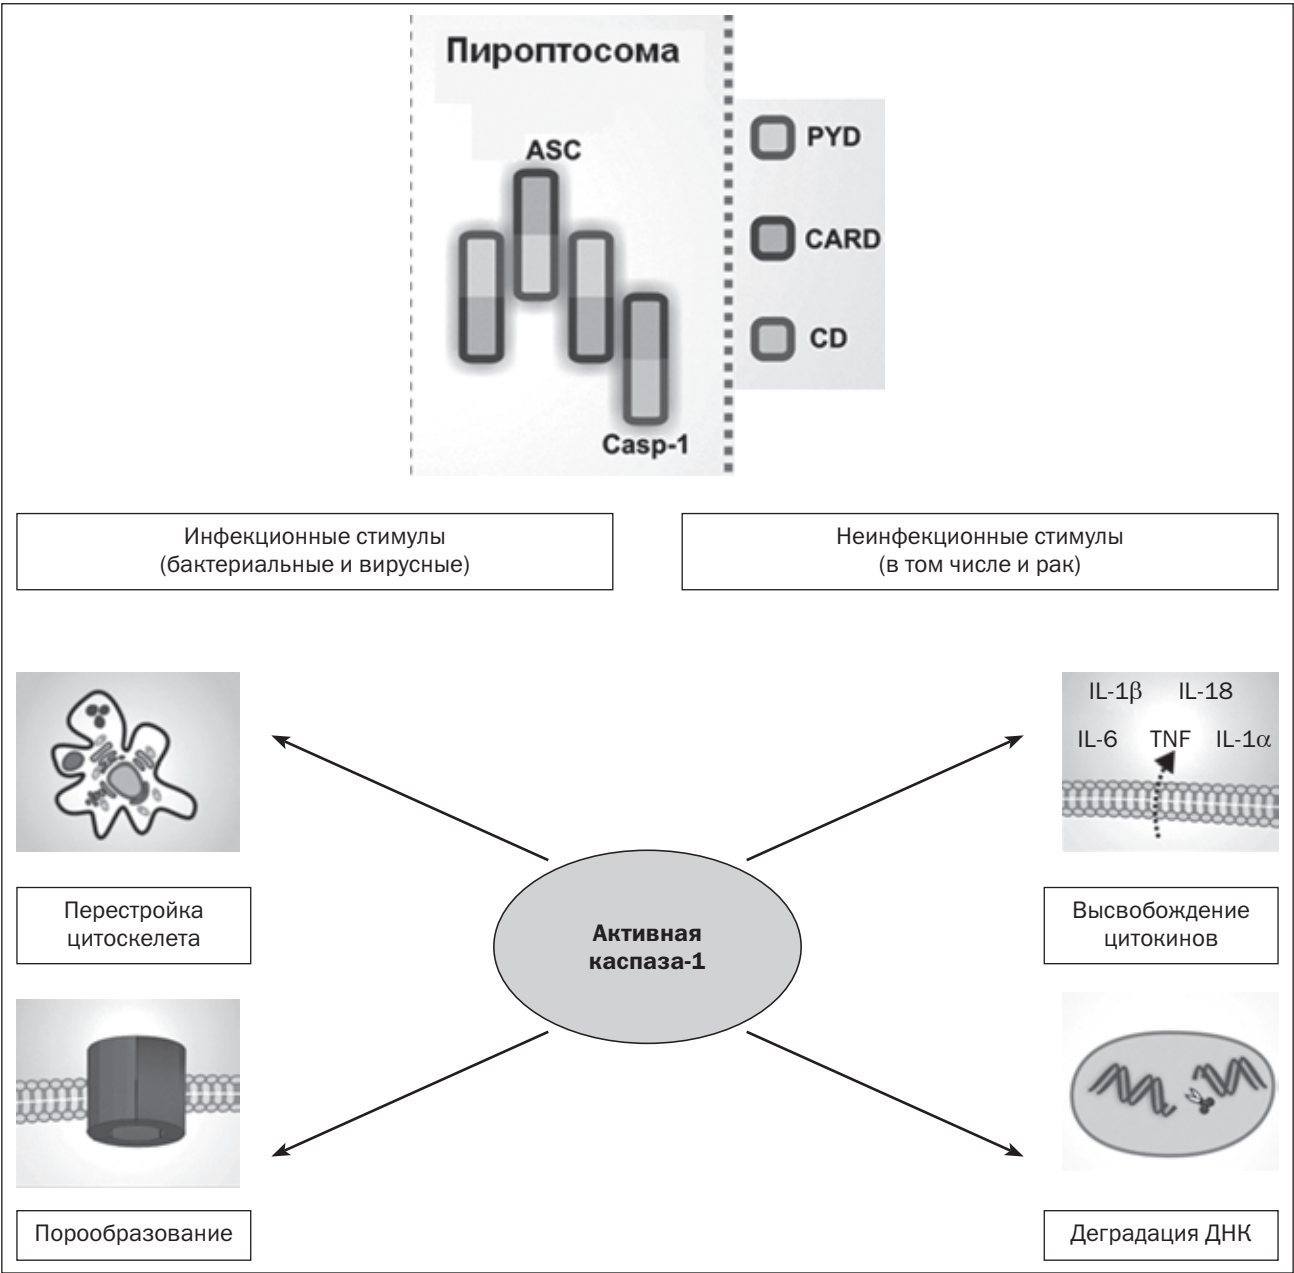 Пироптосома
ASC
Casp-1
PYD
CARD
CD
Инфекционные стимулы
(бактериальные и вирусные)
Неинфекционные стимулы
(в том числе и рак)
IL-1β IL-18
IL-6 TNF IL-1α
Перестройка
цитоскелета
Активная
каспаза-1
Высвобождение
цитокинов
Порообразование
Деградация ДНК